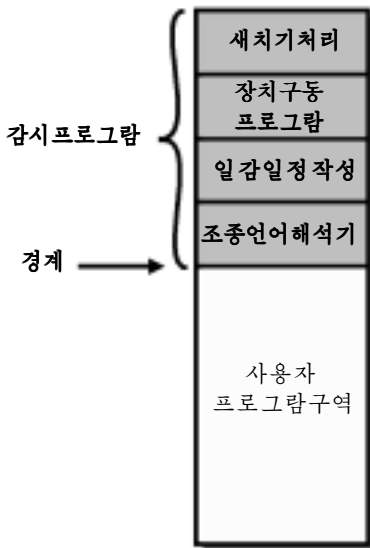 새치기처리
장치구동
프로그람
감시프로그람
일감일정작성
조종언어해석기
경계
사용자
프로그람구역